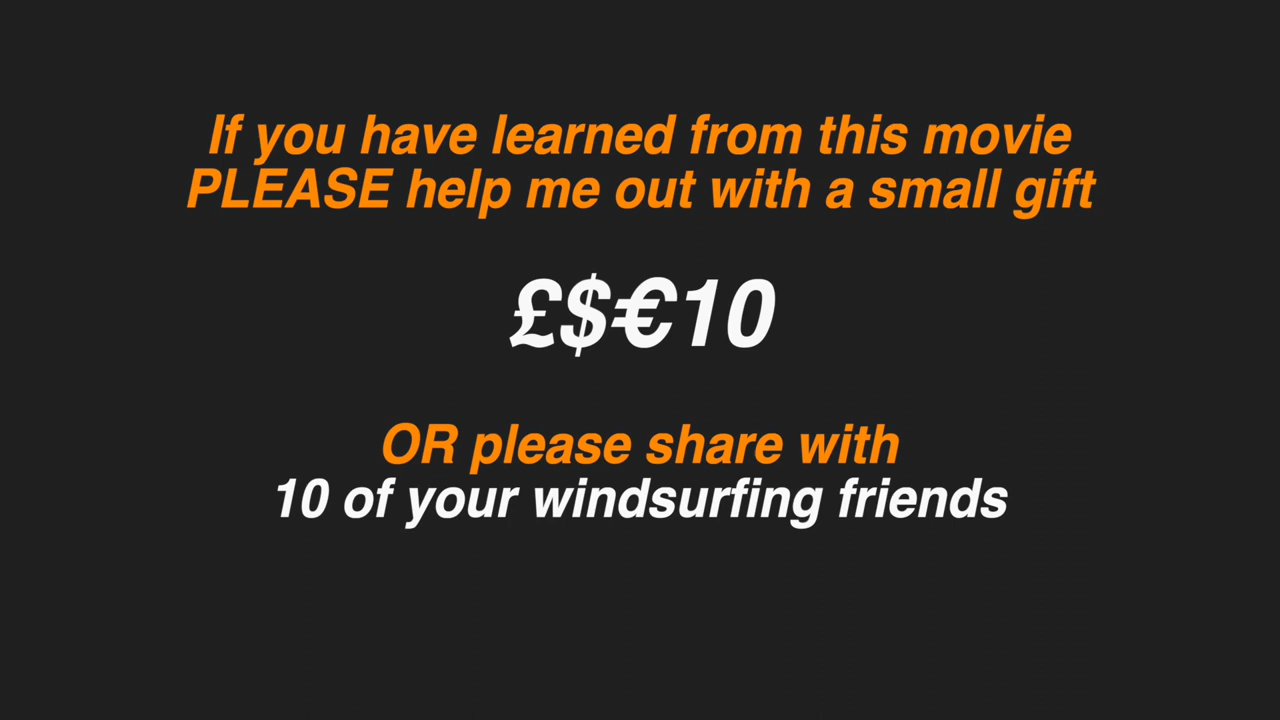 If you have learned from this movie
PLEASE help me out with a small gift
£$€10
OR please share with
10 of your windsurfing friends